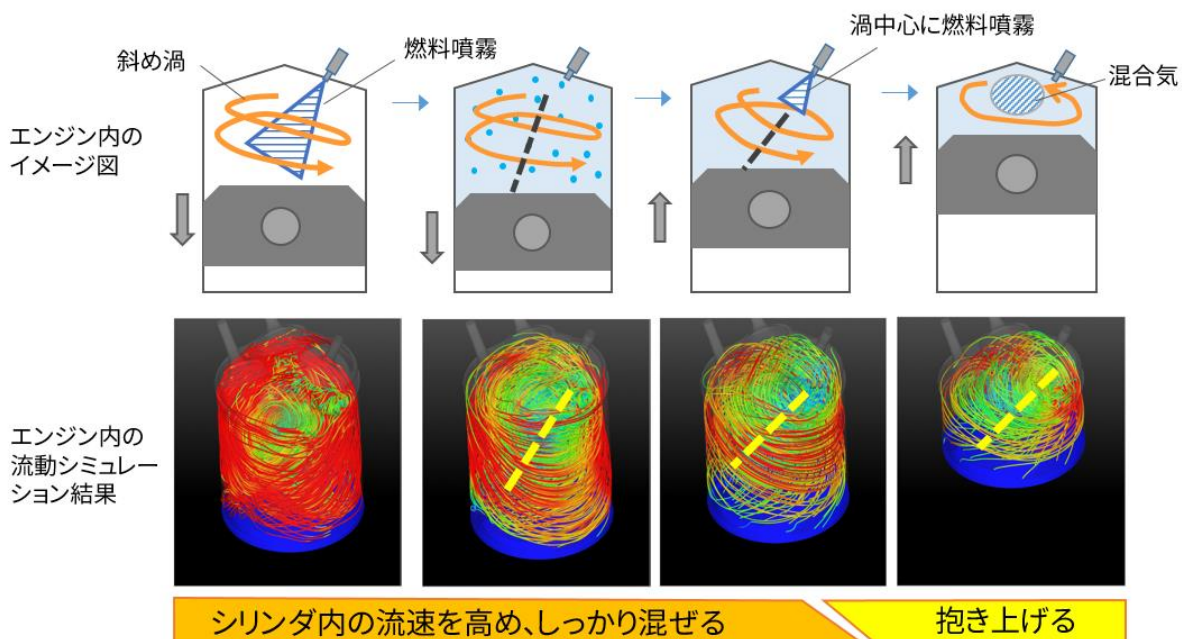 斜め渦
燃料噴霧
渦中心に燃料噴霧
混合気
エンジン内の
イメージ図
エンジン内の
流動シミュレー
ション結果
シリンダ内の流速を高め、しっかり混ぜる
抱き上げる